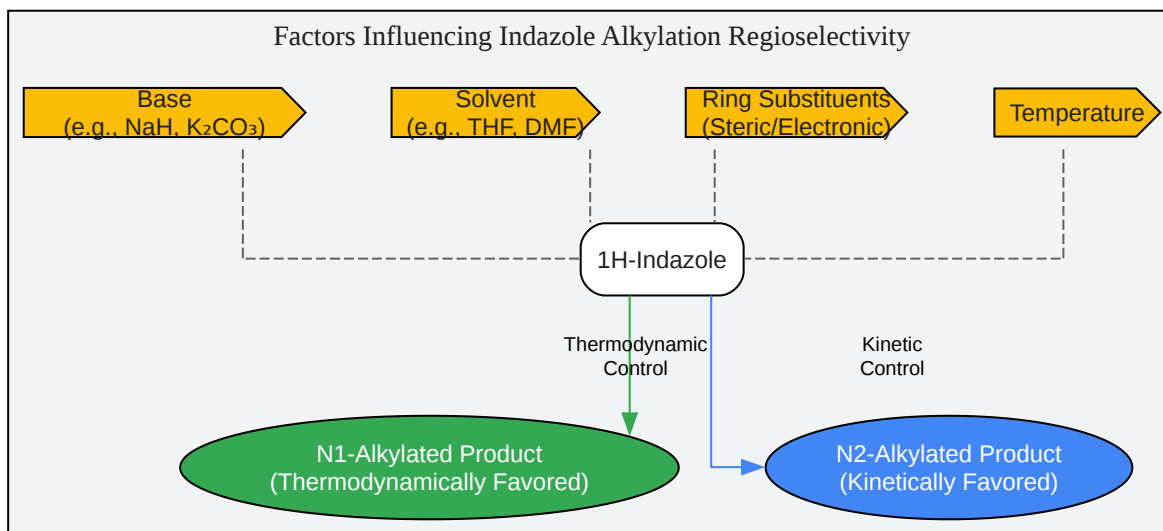 Factors Influencing Indazole Alkylation Regioselectivity
Base
(e.g., NaH, K₂CO₃)
Solvent
(e.g., THF, DMF)
Ring Substituents
(Steric/Electronic)
Temperature
1H-Indazole
Thermodynamic
Control
Kinetic
Control
N1-Alkylated Product
(Thermodynamically Favored)
N2-Alkylated Product
(Kinetically Favored)